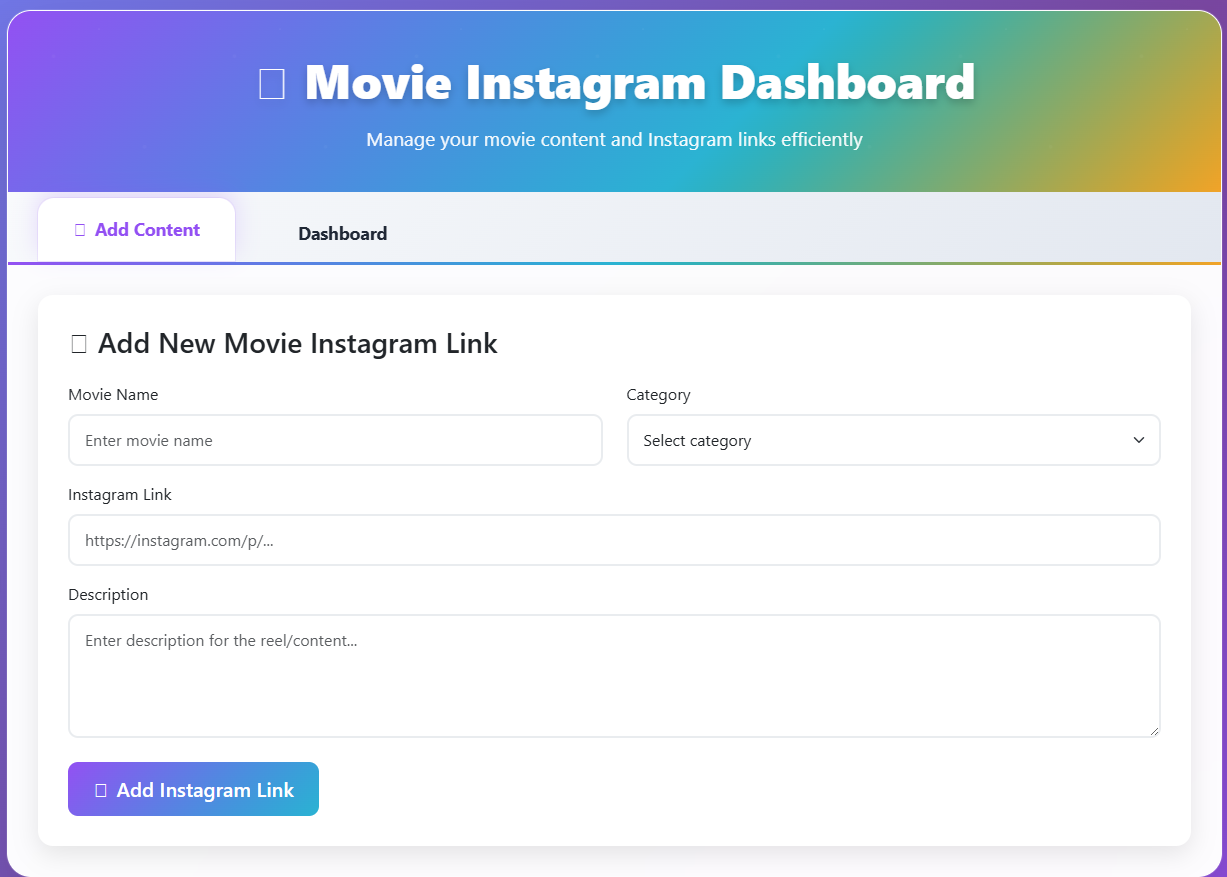 Movie Instagram Dashboard
Manage your movie content and Instagram links efficiently
Add Content
Dashboard
Add New Movie Instagram Link
Movie Name
Category
Enter movie name
Select category
Instagram Link
https://instagram.com/p/...
Description
Enter description for the reel/content...
Add Instagram Link